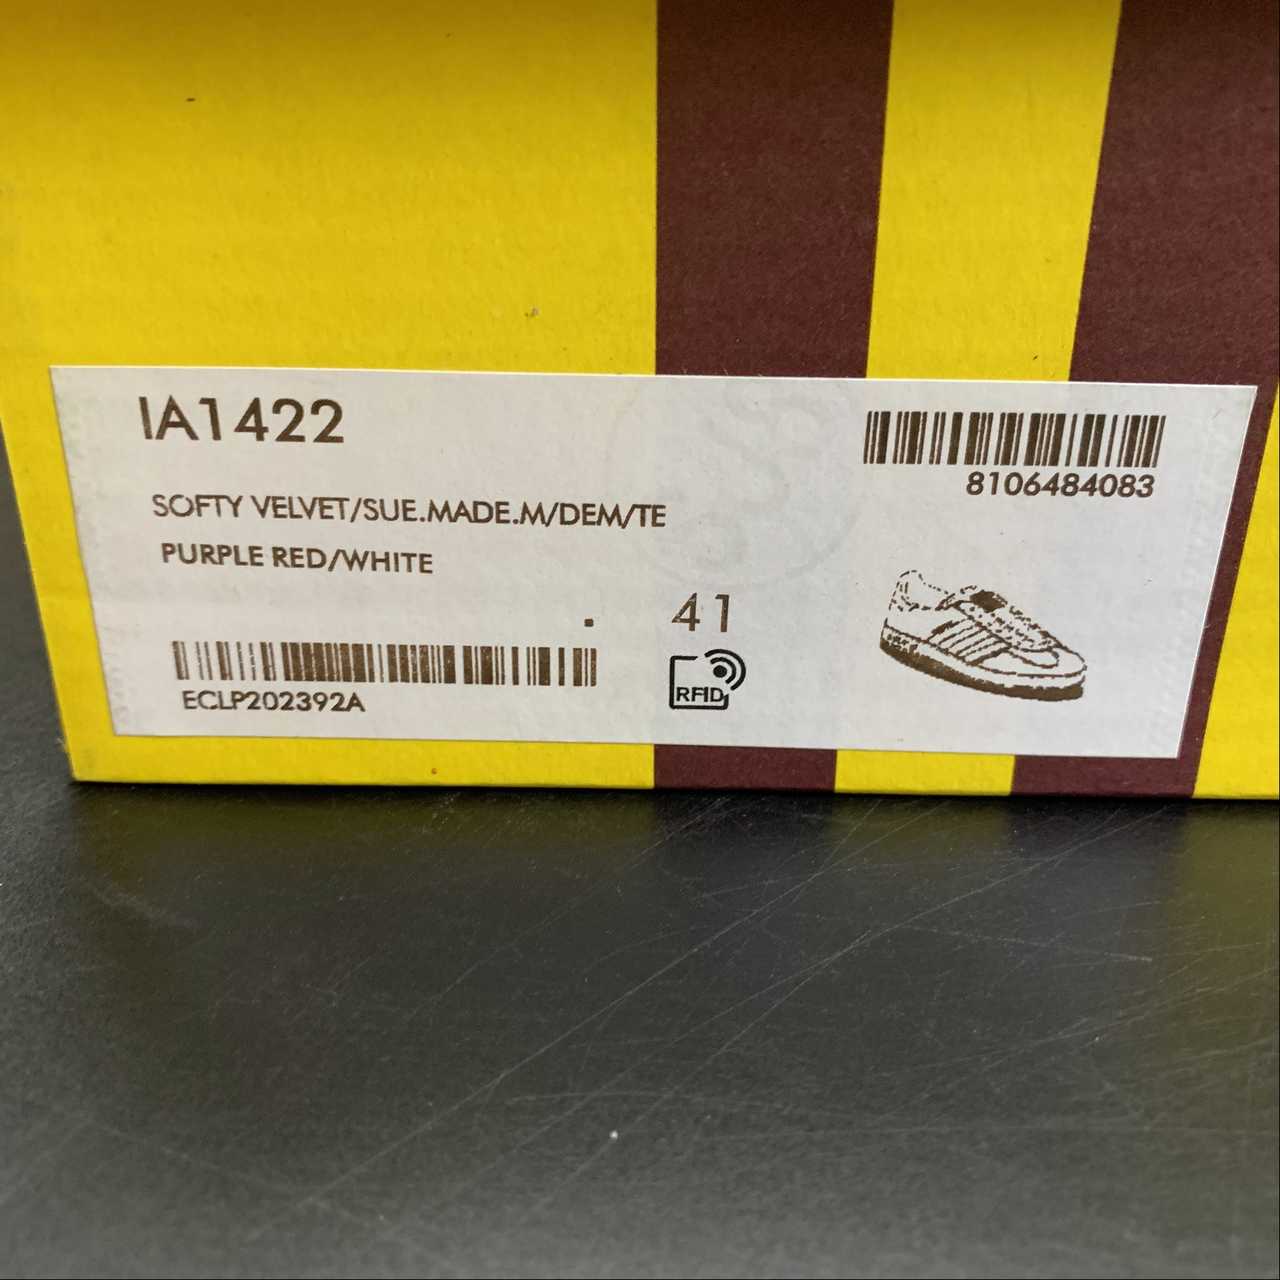 IA1422
8106484083
SOFTY VELVET/SUE.MADE.M/DEM/TE
PURPLE RED/WHITE
. 41
ECLP202392A
RFID